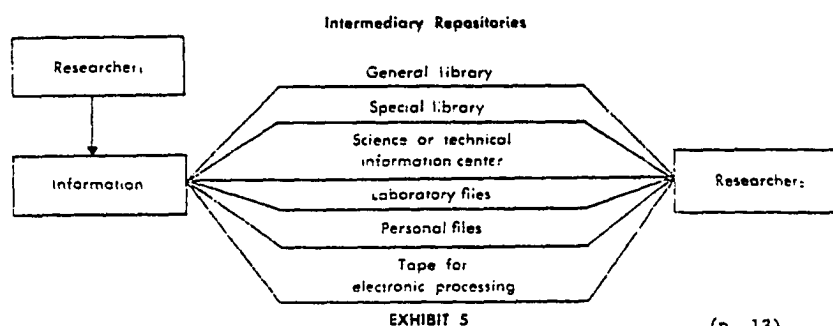 Intermediary Repositories
Researcher₁
General library
Special library
Science or technical
information center
Information
Researcher₂
Laboratory files
Personal files
Tape for
electronic processing
EXHIBIT 5
(p. 13)